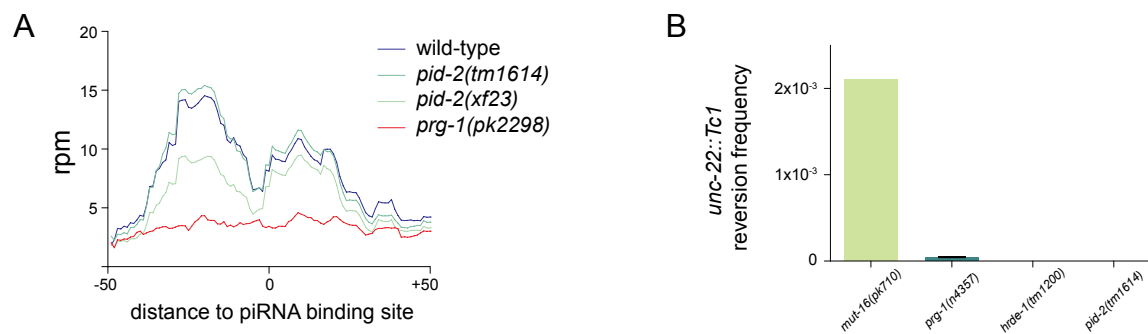 A
20
15
10
5
rpm
-50
0
+50
distance to piRNA binding site
wild-type
pid-2(tm1614)
pid-2(xf23)
prg-1(pk2298)
B
unc-22::Tc1
reversion frequency
2x10⁻³
1x10⁻³
0
mut-16(pk710)
prg-1(n4357)
hrde-1(tm1200)
pid-2(tm1614)